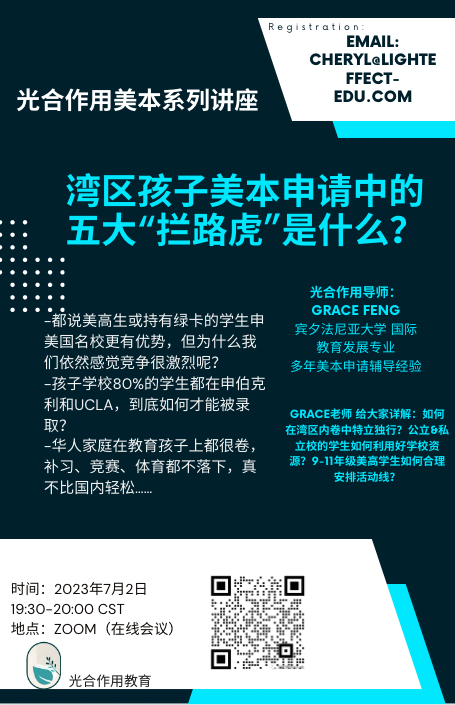 Registration:
EMAIL:
CHERYL@LIGHTE
FFECT-
EDU.COM
光合作用美本系列讲座
湾区孩子美本申请中的
五大“拦路虎”是什么？
光合作用导师：
GRACE FENG
宾夕法尼亚大学 国际
教育发展专业
多年美本申请辅导经验
-都说美高生或持有绿卡的学生申
美国名校更有优势，但为什么我
们依然感觉竞争很激烈呢？
-孩子学校80%的学生都在申伯克
利和UCLA，到底如何才能被录
取？
-华人家庭在教育孩子上都很卷，
补习、竞赛、体育都不落下，真
不比国内轻松……
GRACE老师 给大家详解：如何
在湾区内卷中特立独行？公立&私
立校的学生如何利用好学校资
源？9-11年级美高学生如何合理
安排活动线？
时间：2023年7月2日
19:30-20:00 CST
地点：ZOOM（在线会议）
光合作用教育